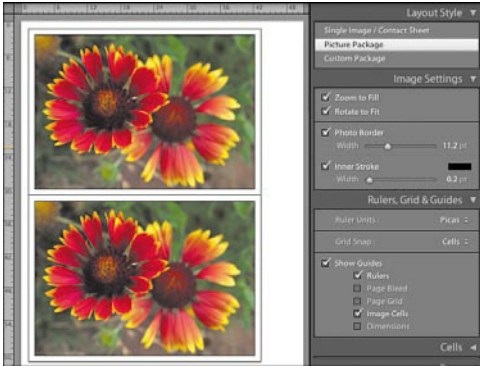 Layout Style
Single Image / Contact Sheet
Picture Package
Custom Package
Image Settings
Zoom to Fill
Rotate to Fit
Photo Border
Width 11.2 pt
Inner Stroke
Width 0.2 pt
Rulers, Grid & Guides
Ruler Units: Picas
Grid Snap: Cells
Show Guides
Rulers
Page Bleed
Page Grid
Image Cells
Dimensions
Cells